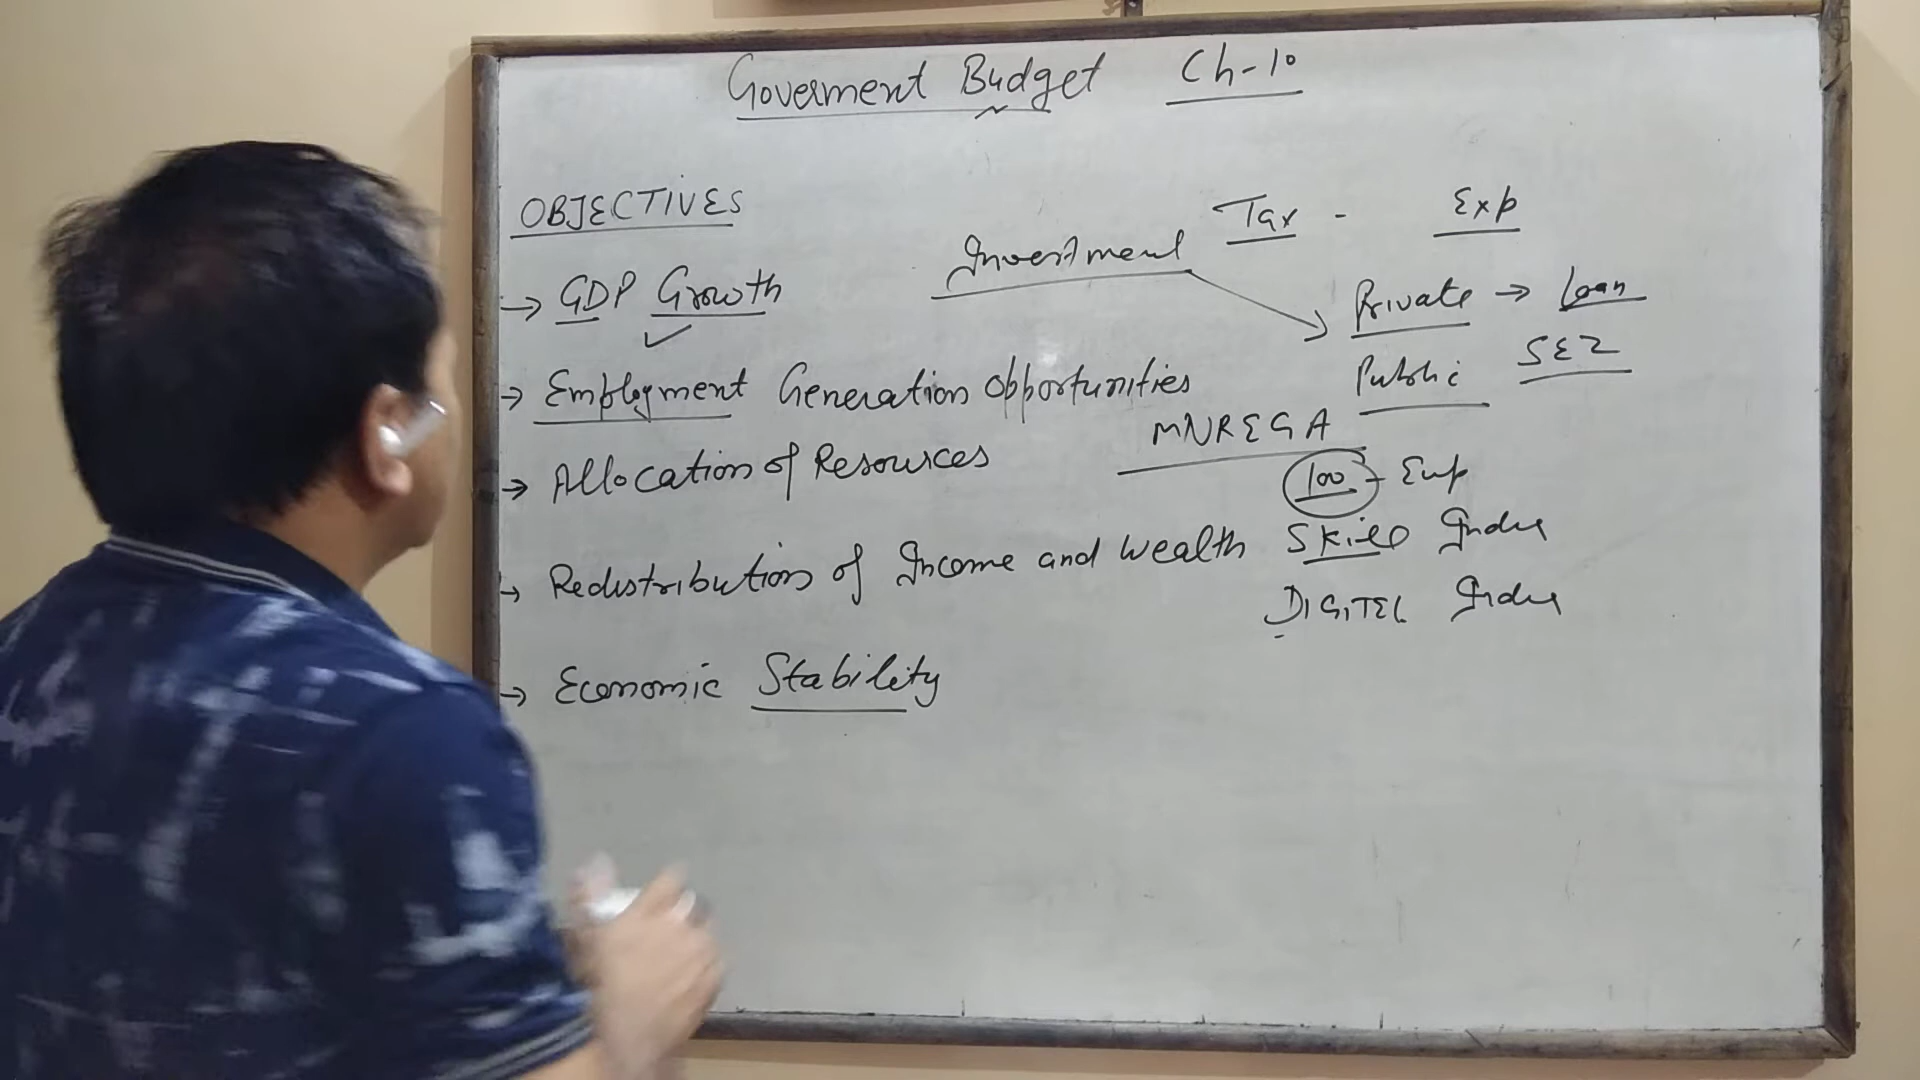 Goverment Budget Ch-10
OBJECTIVES
Tax - Exp
Investment
→ GDP Growth
Private → Loan
Public SEZ
→ Employment Generation Opportunities
MNREGA
→ Allocation of Resources
100 - Emp
→ Redistribution of Income and Wealth
Skill India
DIGITEL India
→ Economic Stability